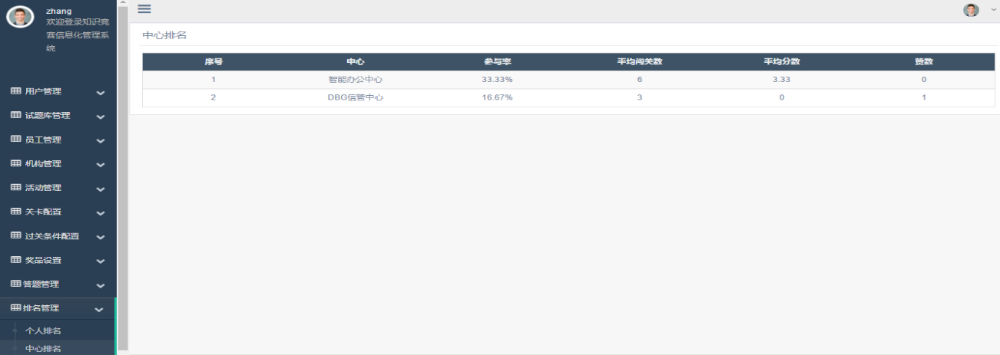 zhang
欢迎登录知识竞
赛信息化管理系
统
用户管理
试题库管理
员工管理
机构管理
活动管理
关卡配置
过关条件配置
奖品设置
答题管理
排名管理
个人排名
中心排名
中心排名
序号 中心 参与率 平均闯关数 平均分数 赞数
1 智能办公中心 33.33% 6 3.33 0
2 DBG信管中心 16.67% 3 0 1